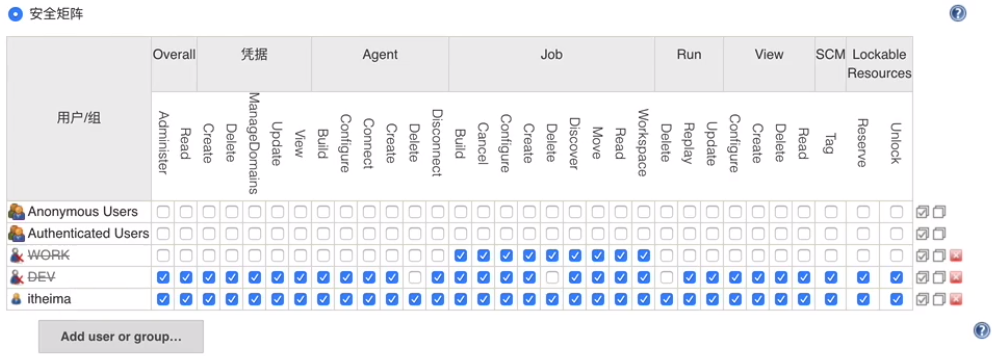 安全矩阵
用户/组 Overall 凭据 Agent Job Run View SCM Lockable Resources
Administer Read Create Delete ManageDomains Update View Build Configure Connect Create Delete Disconnect Build Cancel Configure Create Delete Discover Move Read Workspace Delete Replay Update Configure Create Delete Read Tag Reserve Unlock
Anonymous Users
Authenticated Users
WORK
DEV
itheima
Add user or group…